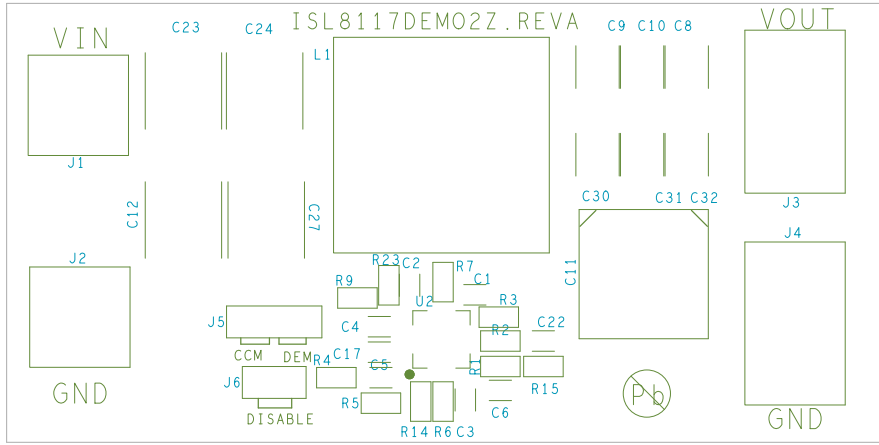 ISL8117DEMO2Z.REVA
VIN
C23
C24
L1
C9
C10
C8
VOUT
J1
C12
C27
C30
C31
C32
J3
J2
J4
R23
C2
R7
C1
C11
R9
U2
R3
J5
C4
R2
C22
CCM
DEM
C17
R4
C5
R1
J6
R15
Pb
GND
DISABLE
R5
R14
R6
C3
C6
GND